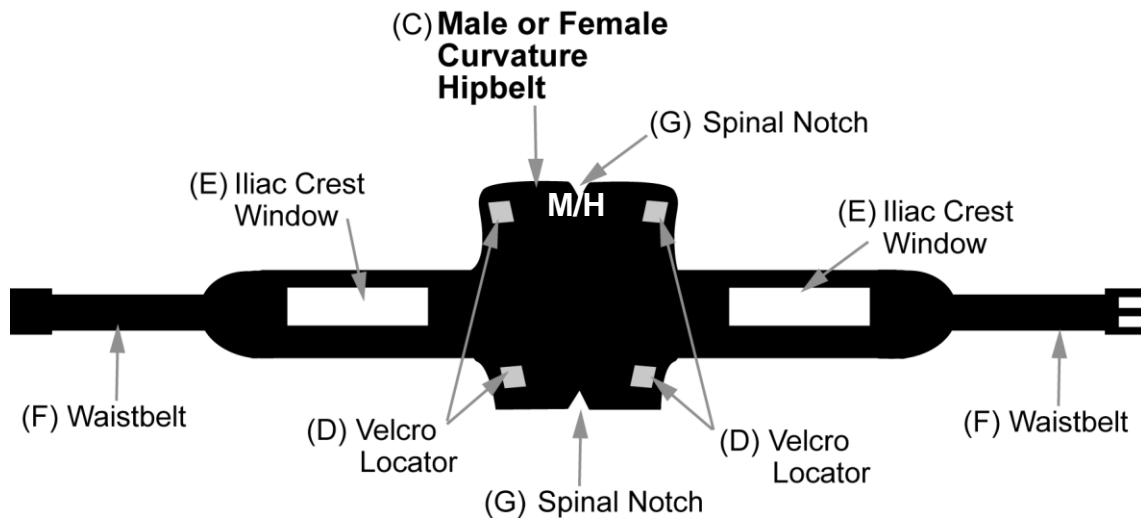 (C) Male or Female
Curvature
Hipbelt
(G) Spinal Notch
(E) Iliac Crest
Window
M/H
(E) Iliac Crest
Window
(F) Waistbelt
(D) Velcro
Locator
(G) Spinal Notch
(D) Velcro
Locator
(F) Waistbelt